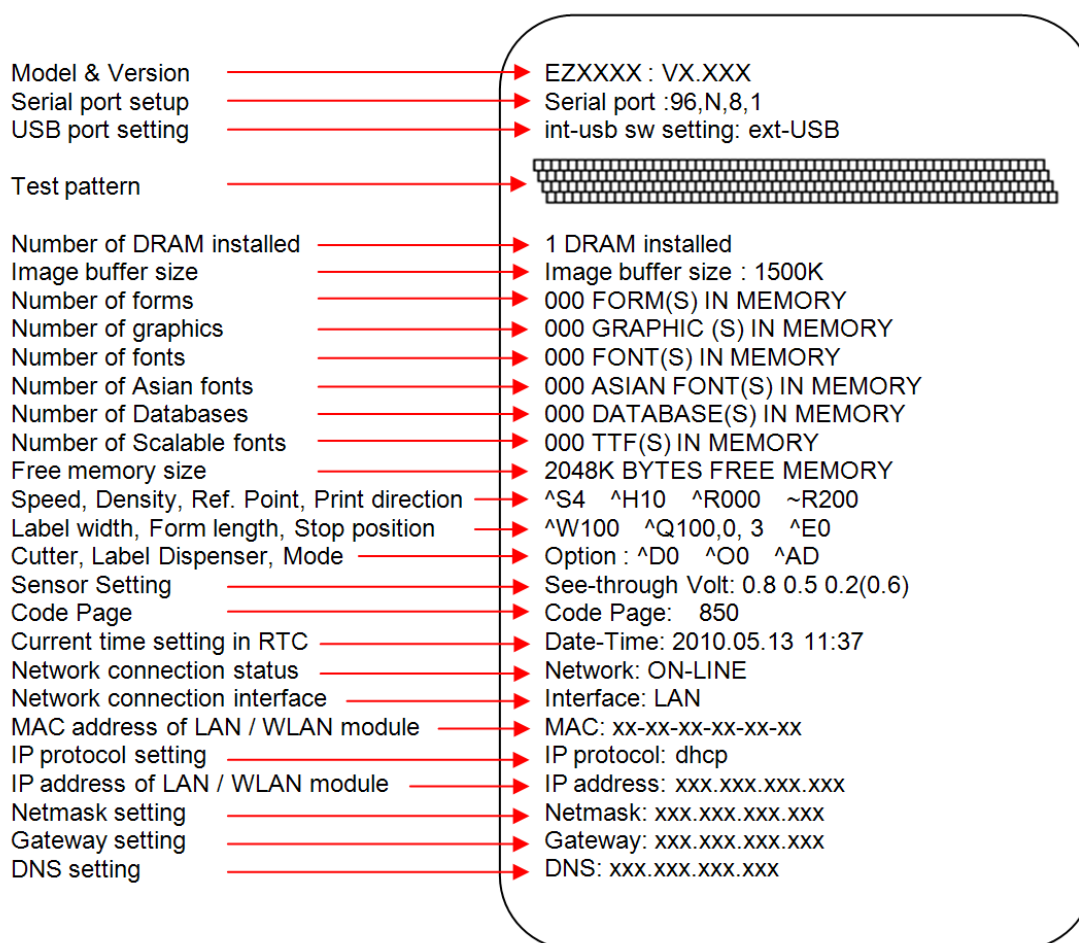 Model & Version EZXXXX : VX.XXX
Serial port setup Serial port :96,N,8,1
USB port setting int-usb sw setting: ext-USB
Test pattern
Number of DRAM installed 1 DRAM installed
Image buffer size Image buffer size : 1500K
Number of forms 000 FORM(S) IN MEMORY
Number of graphics 000 GRAPHIC (S) IN MEMORY
Number of fonts 000 FONT(S) IN MEMORY
Number of Asian fonts 000 ASIAN FONT(S) IN MEMORY
Number of Databases 000 DATABASE(S) IN MEMORY
Number of Scalable fonts 000 TTF(S) IN MEMORY
Free memory size 2048K BYTES FREE MEMORY
Speed, Density, Ref. Point, Print direction ^S4 ^H10 ^R000 ~R200
Label width, Form length, Stop position ^W100 ^Q100,0, 3 ^E0
Cutter, Label Dispenser, Mode Option : ^D0 ^O0 ^AD
Sensor Setting See-through Volt: 0.8 0.5 0.2(0.6)
Code Page Code Page: 850
Current time setting in RTC Date-Time: 2010.05.13 11:37
Network connection status Network: ON-LINE
Network connection interface Interface: LAN
MAC address of LAN / WLAN module MAC: xx-xx-xx-xx-xx-xx
IP protocol setting IP protocol: dhcp
IP address of LAN / WLAN module IP address: xxx.xxx.xxx.xxx
Netmask setting Netmask: xxx.xxx.xxx.xxx
Gateway setting Gateway: xxx.xxx.xxx.xxx
DNS setting DNS: xxx.xxx.xxx.xxx